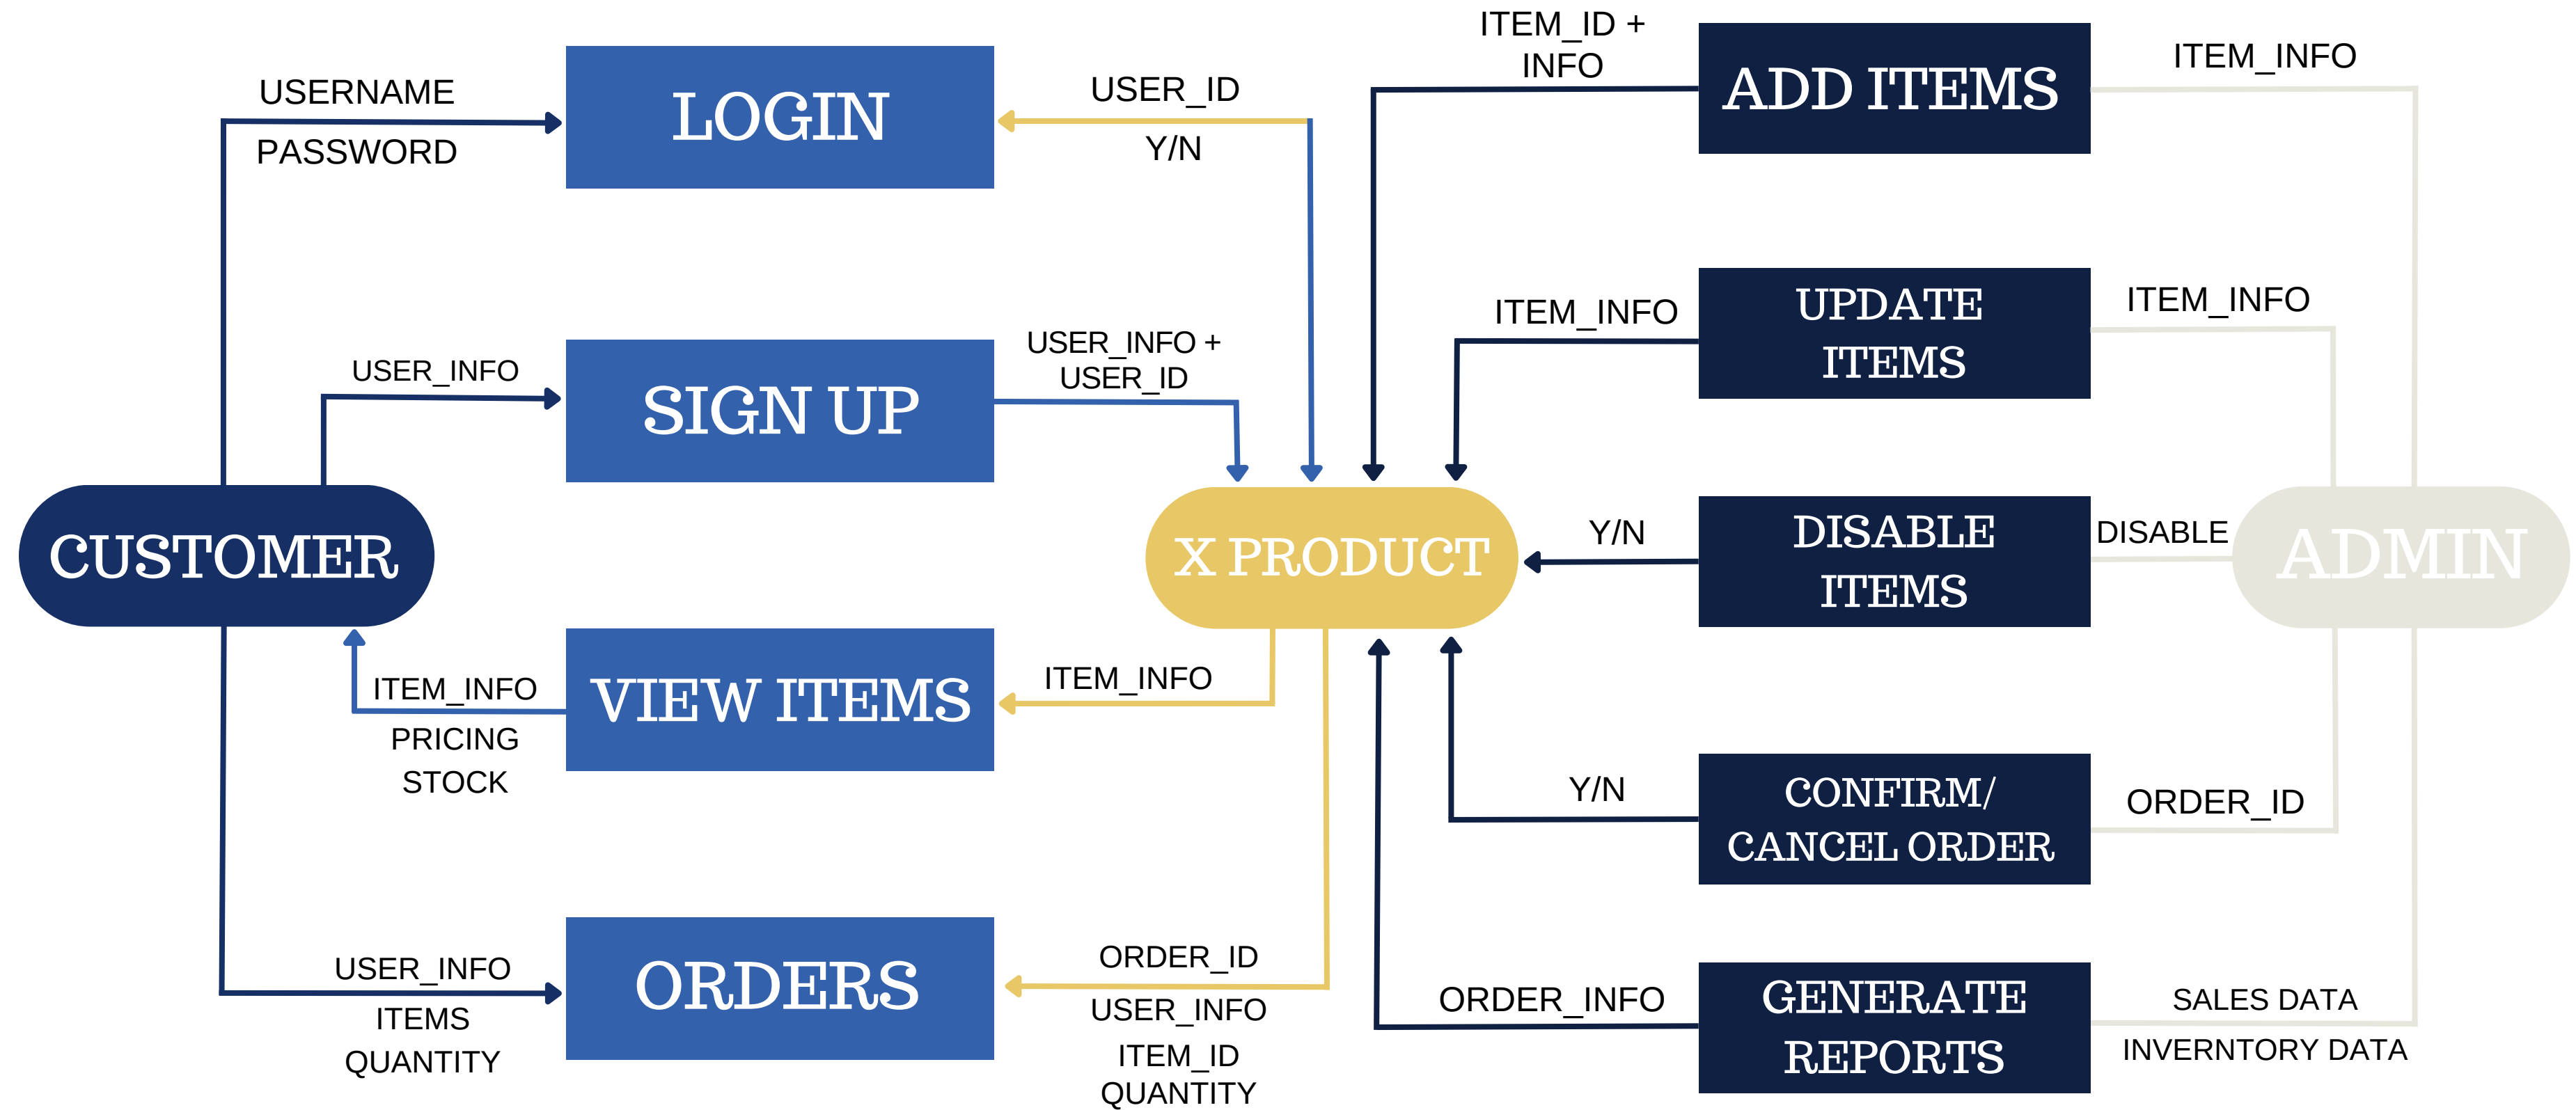 USERNAME
PASSWORD
LOGIN
USER_ID
Y/N
ITEM_ID +
INFO
ADD ITEMS
ITEM_INFO
USER_INFO
SIGN UP
USER_INFO +
USER_ID
ITEM_INFO
UPDATE
ITEMS
ITEM_INFO
CUSTOMER
X PRODUCT
Y/N
DISABLE
ITEMS
DISABLE
ADMIN
ITEM_INFO
PRICING
STOCK
VIEW ITEMS
ITEM_INFO
Y/N
CONFIRM/
CANCEL ORDER
ORDER_ID
USER_INFO
ITEMS
QUANTITY
ORDERS
ORDER_ID
USER_INFO
ITEM_ID
QUANTITY
ORDER_INFO
GENERATE
REPORTS
SALES DATA
INVERNTORY DATA